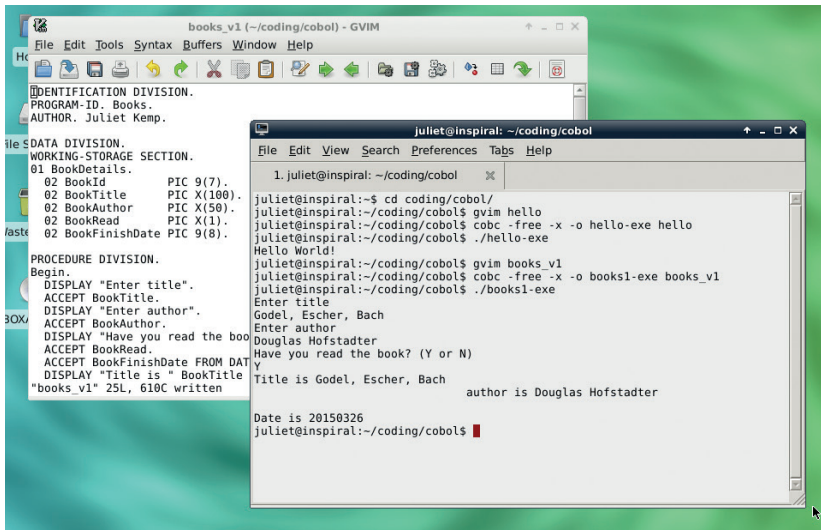 books_v1 (~/coding/cobol) - GVIM
File Edit Tools Syntax Buffers Window Help
IDENTIFICATION DIVISION.
PROGRAM-ID. Books.
AUTHOR. Juliet Kemp.
DATA DIVISION.
WORKING-STORAGE SECTION.
01 BookDetails.
02 BookId PIC 9(7).
02 BookTitle PIC X(100).
02 BookAuthor PIC X(50).
02 BookRead PIC X(1).
02 BookFinishDate PIC 9(8).
PROCEDURE DIVISION.
Begin.
DISPLAY "Enter title".
ACCEPT BookTitle.
DISPLAY "Enter author".
ACCEPT BookAuthor.
DISPLAY "Have you read the boo
ACCEPT BookRead.
ACCEPT BookFinishDate FROM DAT
DISPLAY "Title is " BookTitle
"books_v1" 25L, 610C written
juliet@inspiral: ~/coding/cobol
File Edit View Search Preferences Tabs Help
1. juliet@inspiral: ~/coding/cobol
juliet@inspiral:~$ cd coding/cobol/
juliet@inspiral:~/coding/cobol$ gvim hello
juliet@inspiral:~/coding/cobol$ cobc -free -x -o hello-exe hello
juliet@inspiral:~/coding/cobol$ ./hello-exe
Hello World!
juliet@inspiral:~/coding/cobol$ gvim books_v1
juliet@inspiral:~/coding/cobol$ cobc -free -x -o books1-exe books_v1
juliet@inspiral:~/coding/cobol$ ./books1-exe
Enter title
Godel, Escher, Bach
Enter author
Douglas Hofstadter
Have you read the book? (Y or N)
Y
Title is Godel, Escher, Bach
author is Douglas Hofstadter
Date is 20150326
juliet@inspiral:~/coding/cobol$